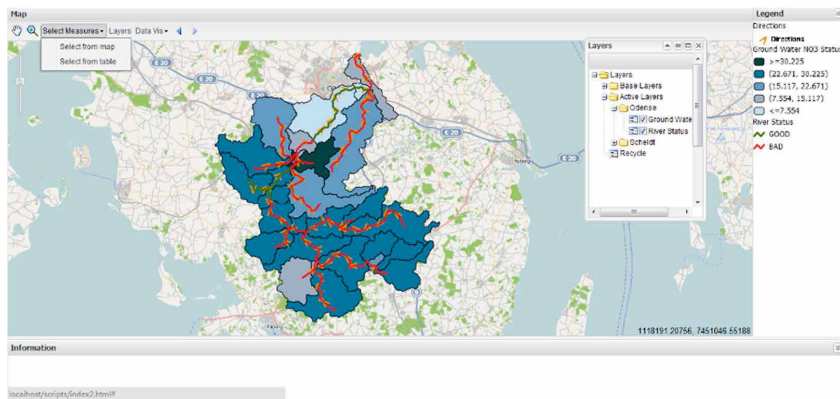 Map
Select Measures Layers Data Vis
Select from map
Select from table
E 20
E 20
E 20
E 20
Nyborg
Layers
Layers
Base Layers
Active Layers
Odense
Ground Wate
River Status
Scheldt
Recycle
1118191.20756, 7451046.55188
Legend
Directions
Directions
Ground Water NO3 Status
>=30.225
(22.671, 30.225)
(15.117, 22.671)
(7.554, 15.117)
<=7.554
River Status
GOOD
BAD
Information
localhost/scripts/index2.html#